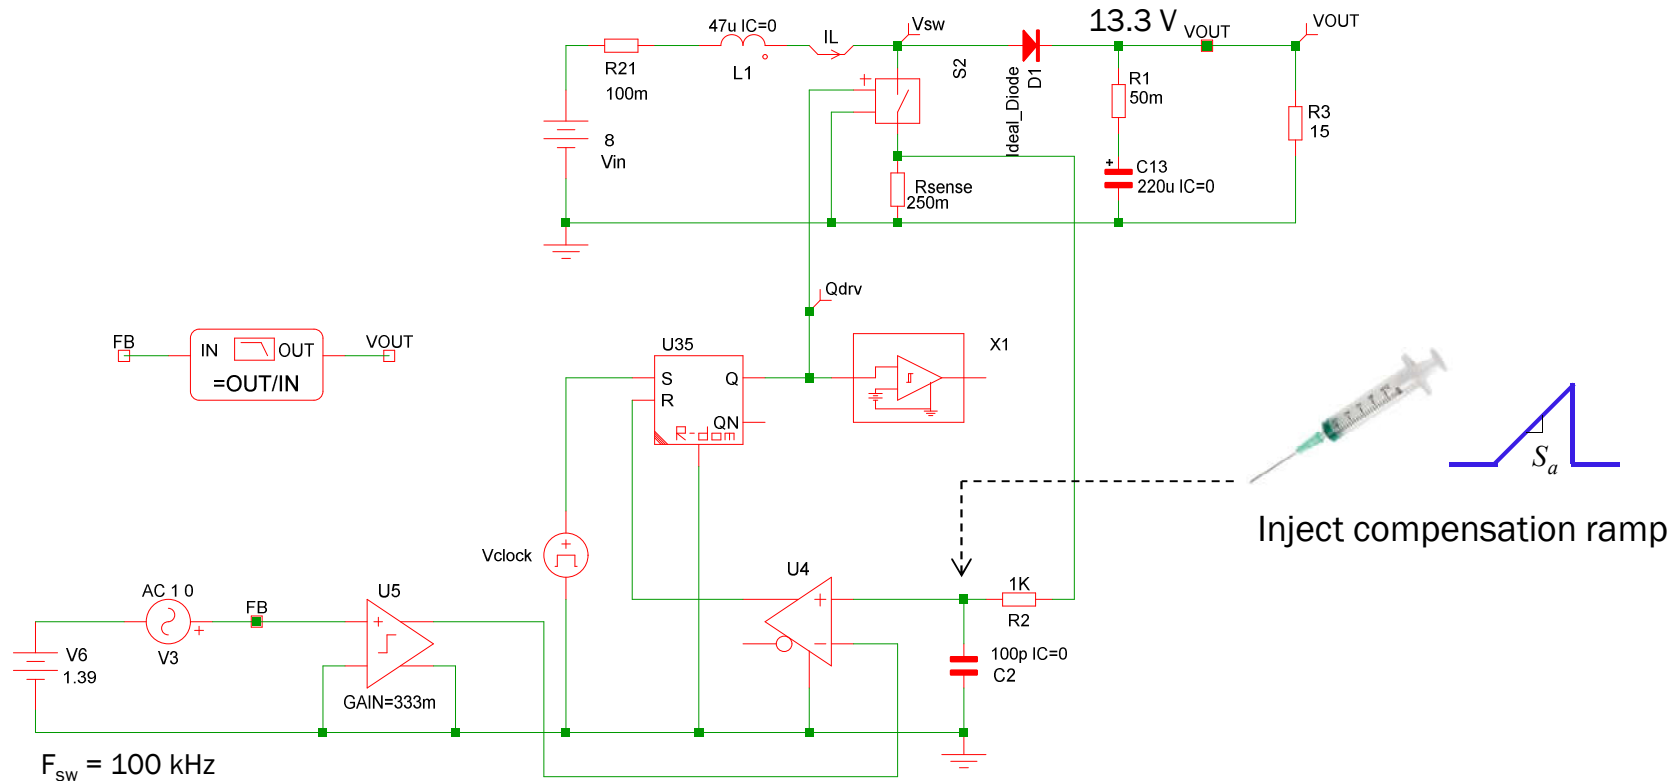 13.3 V
47u IC=0
IL
Vsw
VOUT
VOUT
L1
R21
100m
S2
Ideal_Diode
D1
R1
50m
R3
15
8
Vin
+
+
C13
220u IC=0
Rsense
250m
Qdrv
FB
IN
OUT
VOUT
=OUT/IN
U35
X1
S
Q
R
QN
R-dom
Sa
Inject compensation ramp
Vclock
+
U4
1K
R2
+
−
AC 1 0
U5
FB
+
+
V3
V6
1.39
100p IC=0
C2
GAIN=333m
FSW = 100 kHz